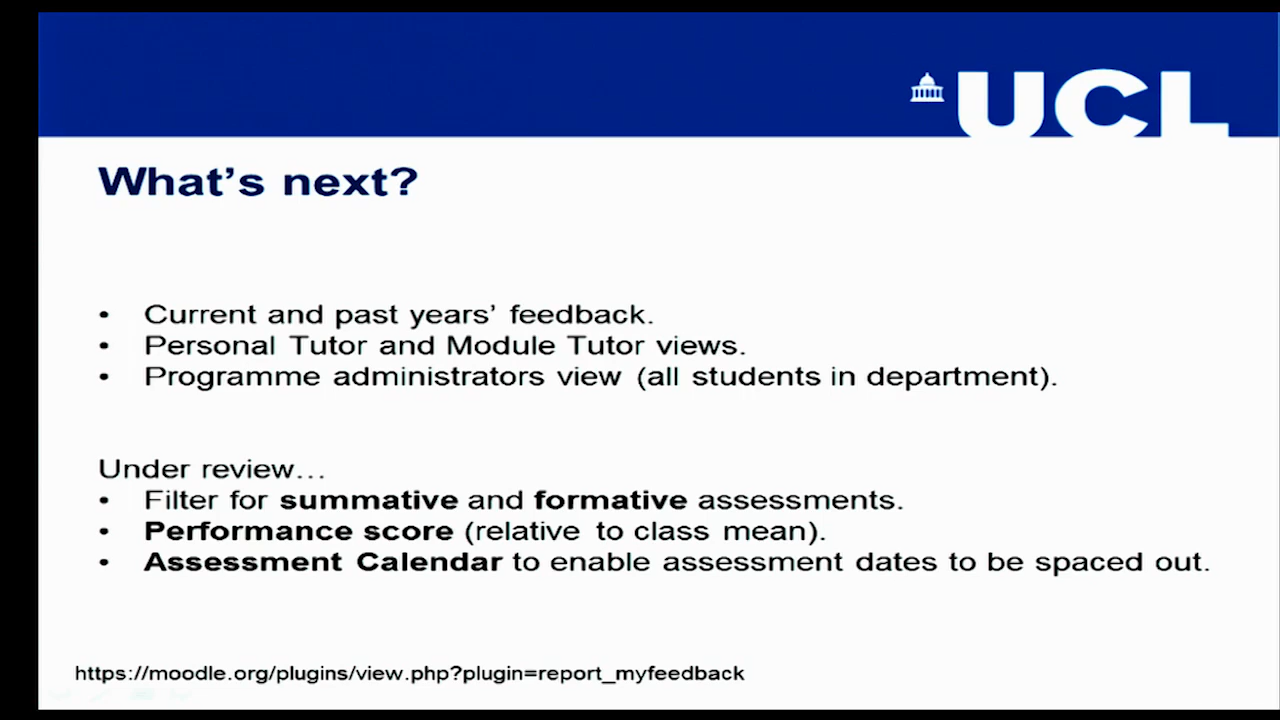 UCL
What's next?
• Current and past years' feedback.
• Personal Tutor and Module Tutor views.
• Programme administrators view (all students in department).
Under review…
• Filter for summative and formative assessments.
• Performance score (relative to class mean).
• Assessment Calendar to enable assessment dates to be spaced out.
https://moodle.org/plugins/view.php?plugin=report_myfeedback